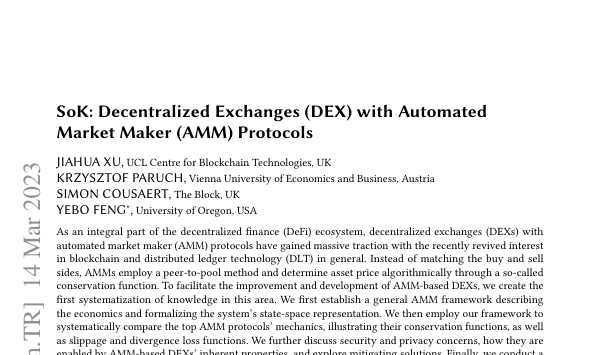 SoK: Decentralized Exchanges (DEX) with Automated
Market Maker (AMM) Protocols
JIAHUA XU, UCL Centre for Blockchain Technologies, UK
KRZYSZTOF PARUCH, Vienna University of Economics and Business, Austria
SIMON COUSAERT, The Block, UK
YEBO FENG*, University of Oregon, USA
As an integral part of the decentralized finance (DeFi) ecosystem, decentralized exchanges (DEXs) with
automated market maker (AMM) protocols have gained massive traction with the recently revived interest
in blockchain and distributed ledger technology (DLT) in general. Instead of matching the buy and sell
sides, AMMs employ a peer-to-pool method and determine asset price algorithmically through a so-called
conservation function. To facilitate the improvement and development of AMM-based DEXs, we create the
first systematization of knowledge in this area. We first establish a general AMM framework describing
the economics and formalizing the system's state-space representation. We then employ our framework to
systematically compare the top AMM protocols' mechanics, illustrating their conservation functions, as well
as slippage and divergence loss functions. We further discuss security and privacy concerns, how they are
enabled by AMM-based DEXs' inherent properties, and explore mitigating solutions. Finally, we conduct a
n.TR] 14 Mar 2023